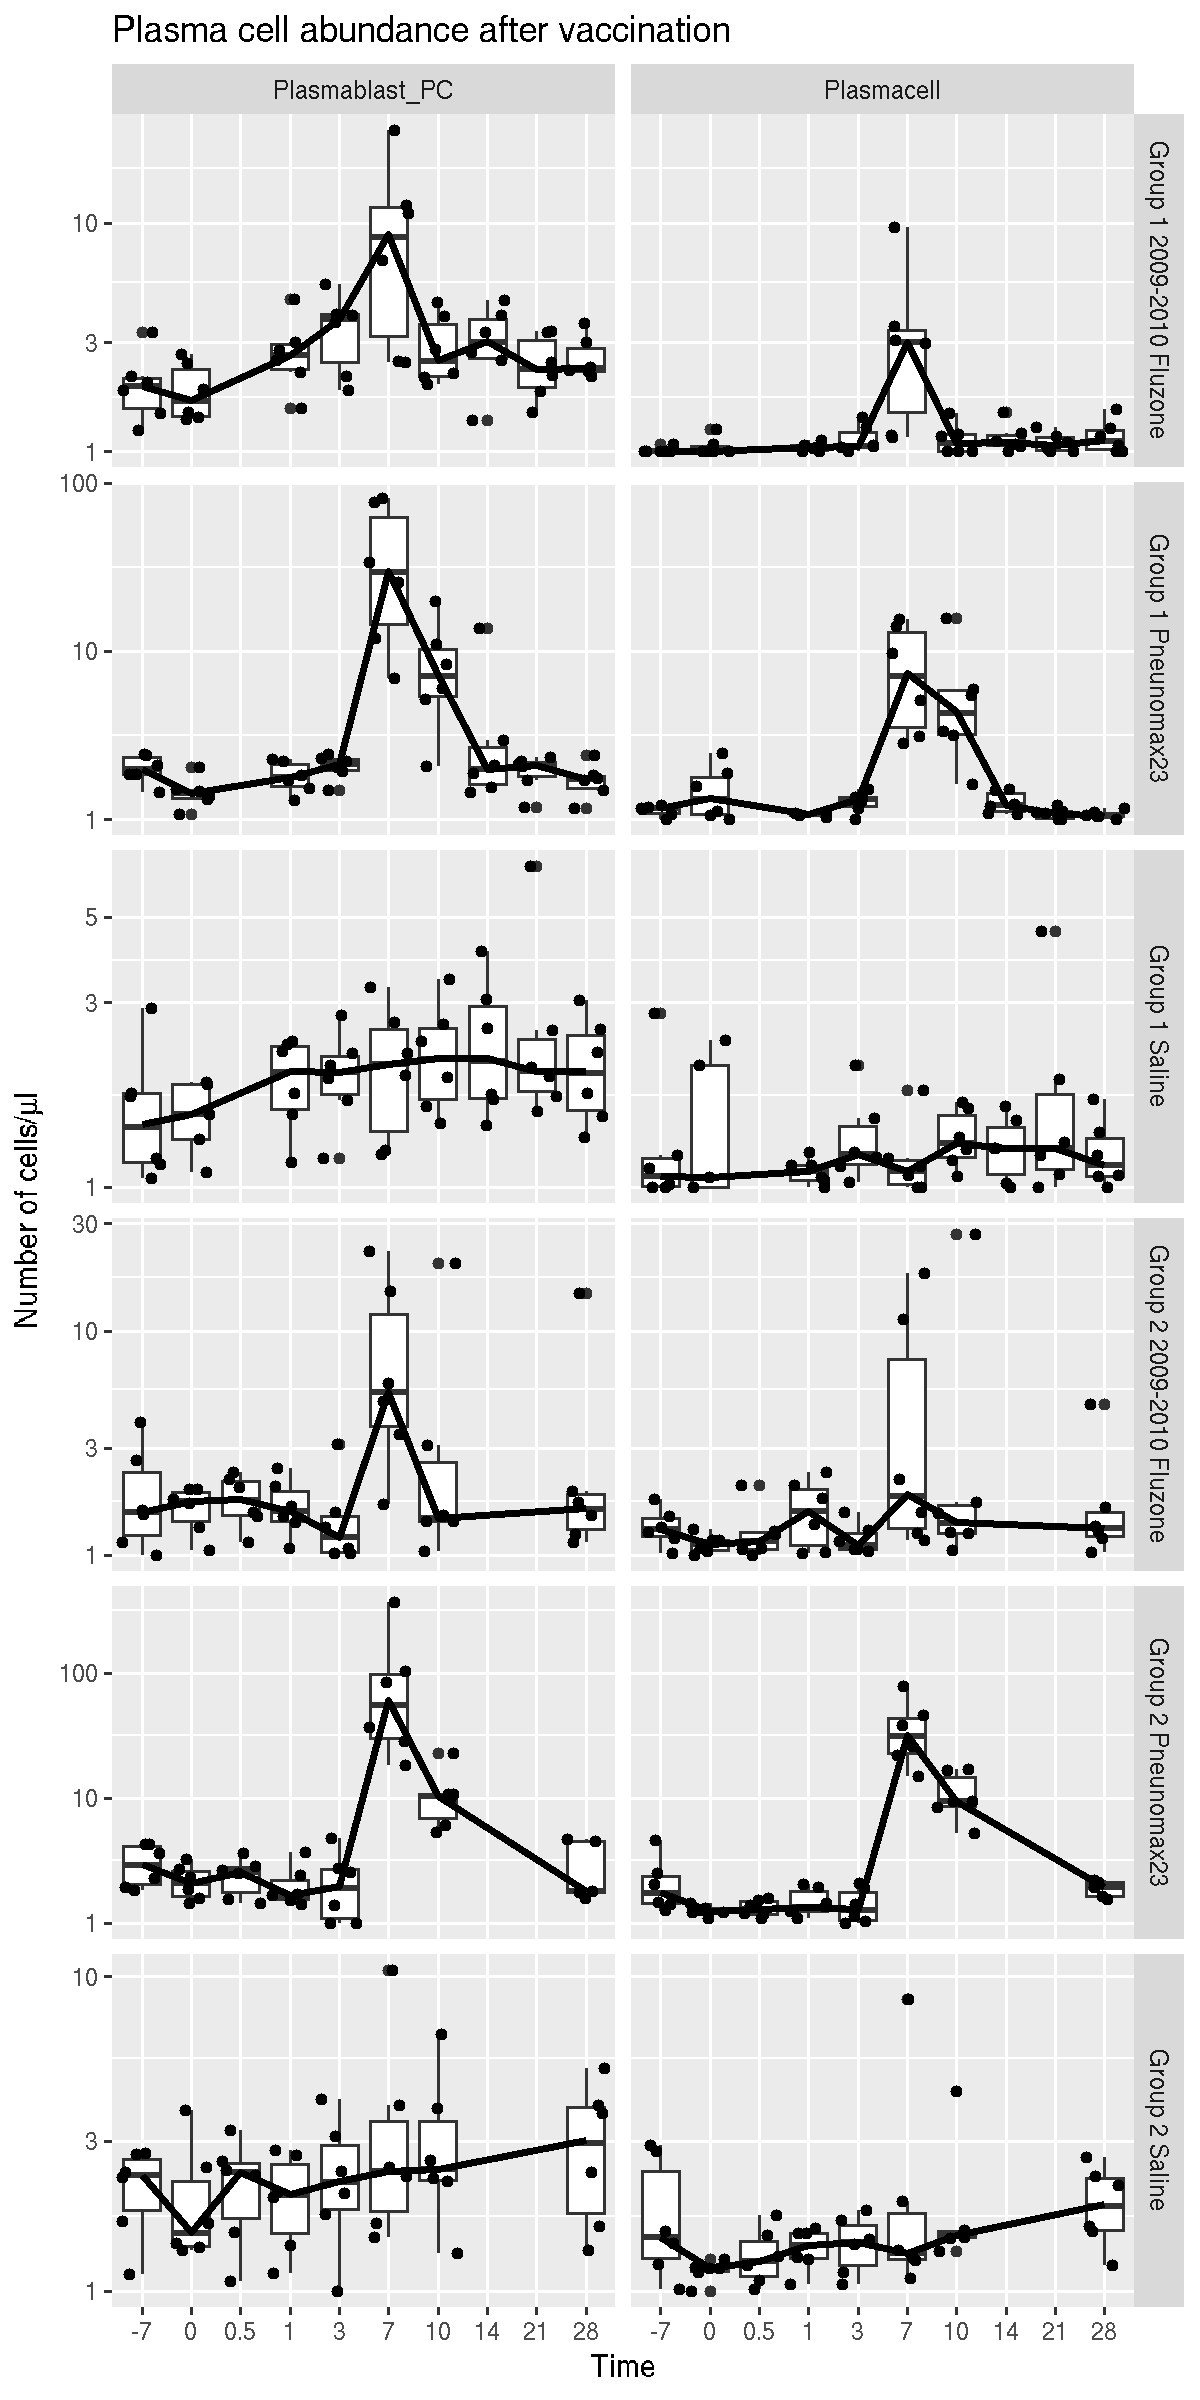 Plasma cell abundance after vaccination
Plasmablast_PC
Plasmacell
10
3
1
Group 1 2009-2010 Fluzone
100
10
1
Group 1 Pneunomax23
5
3
1
Group 1 Saline
30
10
3
1
Group 2 2009-2010 Fluzone
100
10
1
Group 2 Pneunomax23
10
3
1
Group 2 Saline
Number of cells/µl
-7 0 0.5 1 3 7 10 14 21 28
-7 0 0.5 1 3 7 10 14 21 28
Time